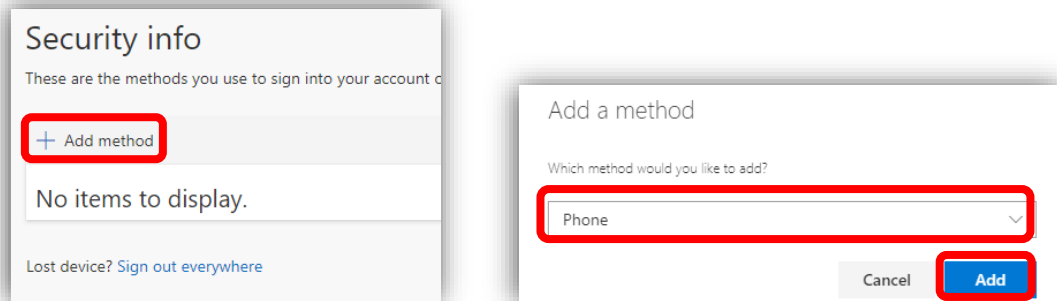 Security info
These are the methods you use to sign into your account
+ Add method
No items to display.
Lost device? Sign out everywhere
Add a method
Which method would you like to add?
Phone
Cancel
Add